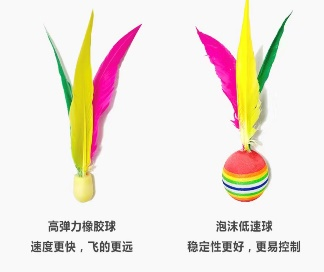 高弹力橡胶球
速度更快，飞的更远
泡沫低速球
稳定性更好，更易控制